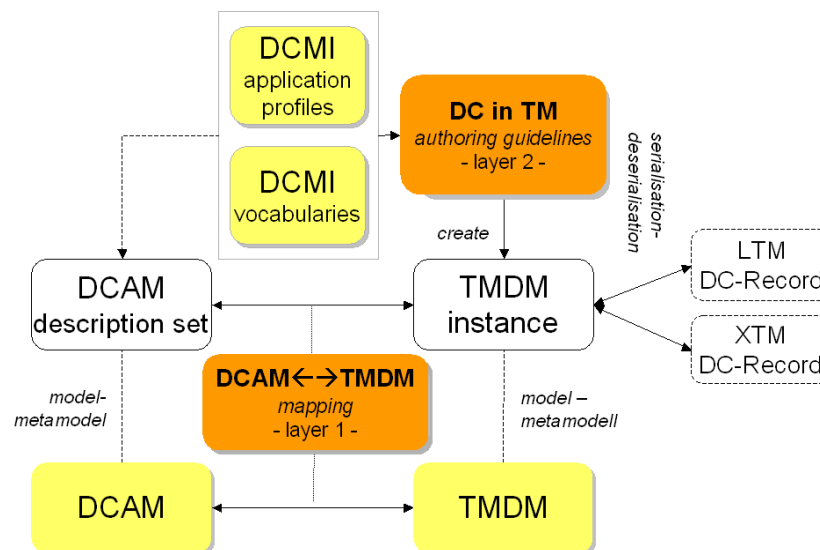 DCMI
application
profiles
DCMI
vocabularies
DC in TM
authoring guidelines
- layer 2 -
serialisation-
deserialisation
create
DCAM
description set
TMDM
instance
LTM
DC-Record
XTM
DC-Record
model-
metamodel
DCAM←→TMDM
mapping
- layer 1 -
model –
metamodell
DCAM
TMDM